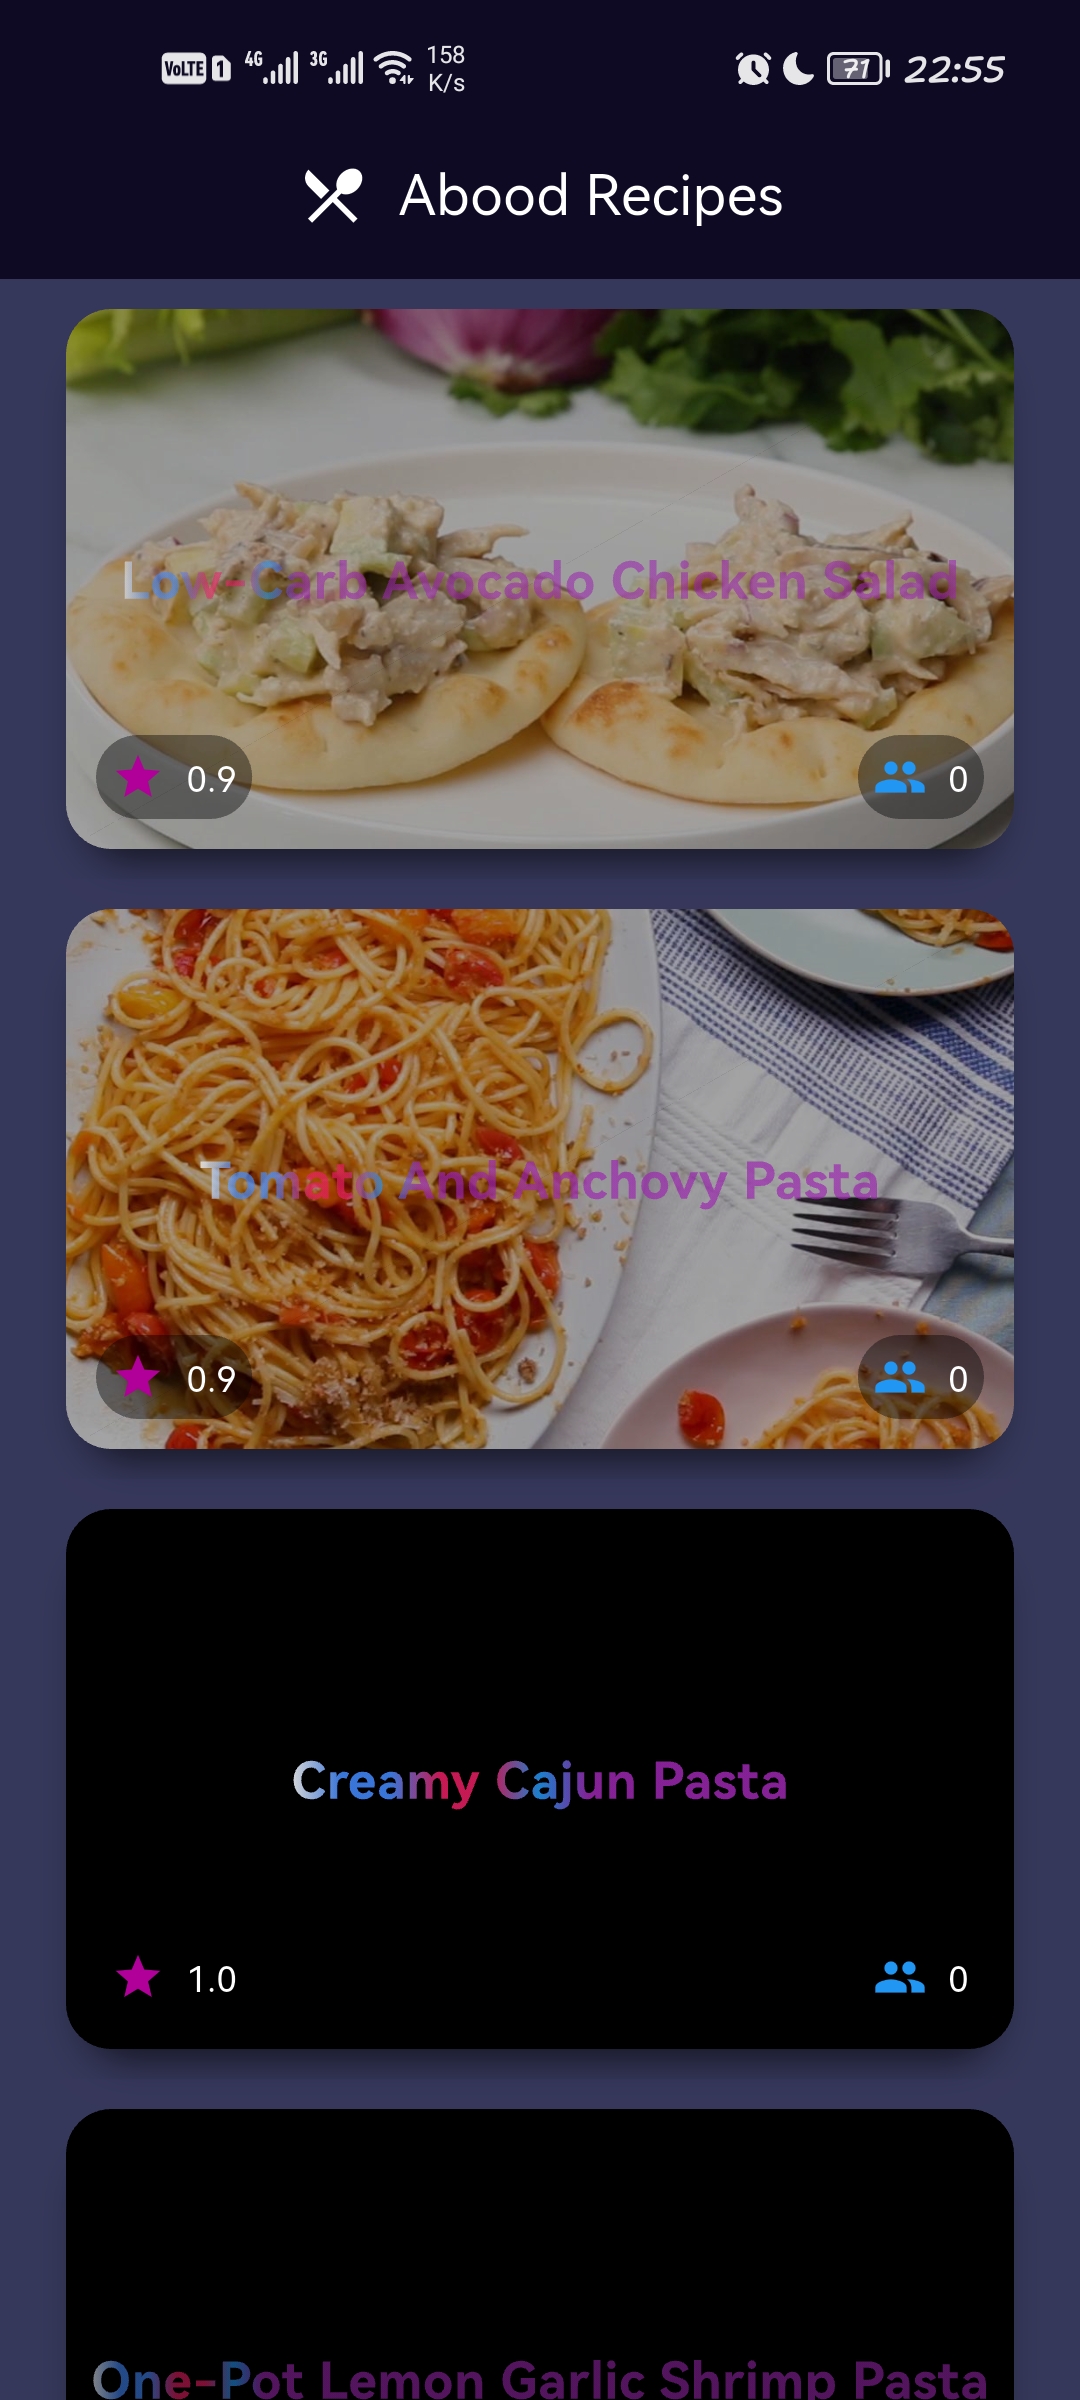 VoLTE 1 4G 3G 158 K/s 71 22:55
Abood Recipes
Low-Carb Avocado Chicken Salad
0.9 0
Tomato And Anchovy Pasta
0.9 0
Creamy Cajun Pasta
1.0 0
One-Pot Lemon Garlic Shrimp Pasta